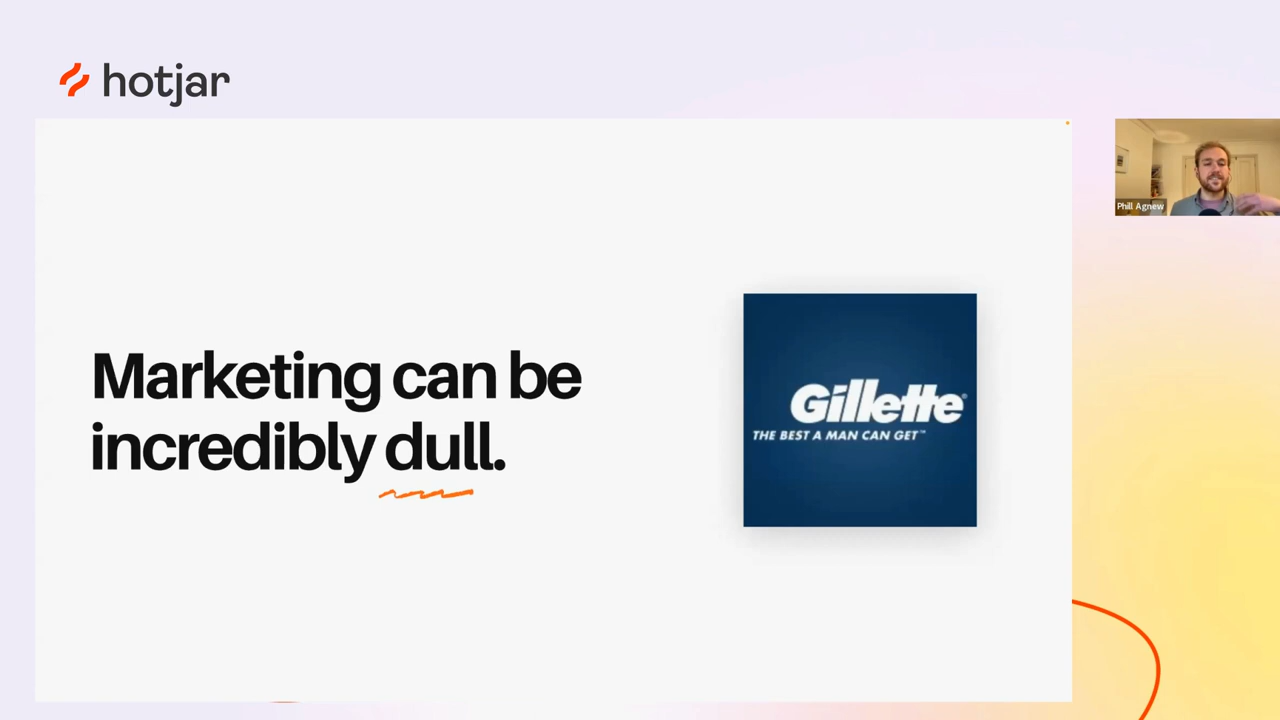 hotjar
Phill Agnew
Marketing can be
incredibly dull.
Gillette®
THE BEST A MAN CAN GET™